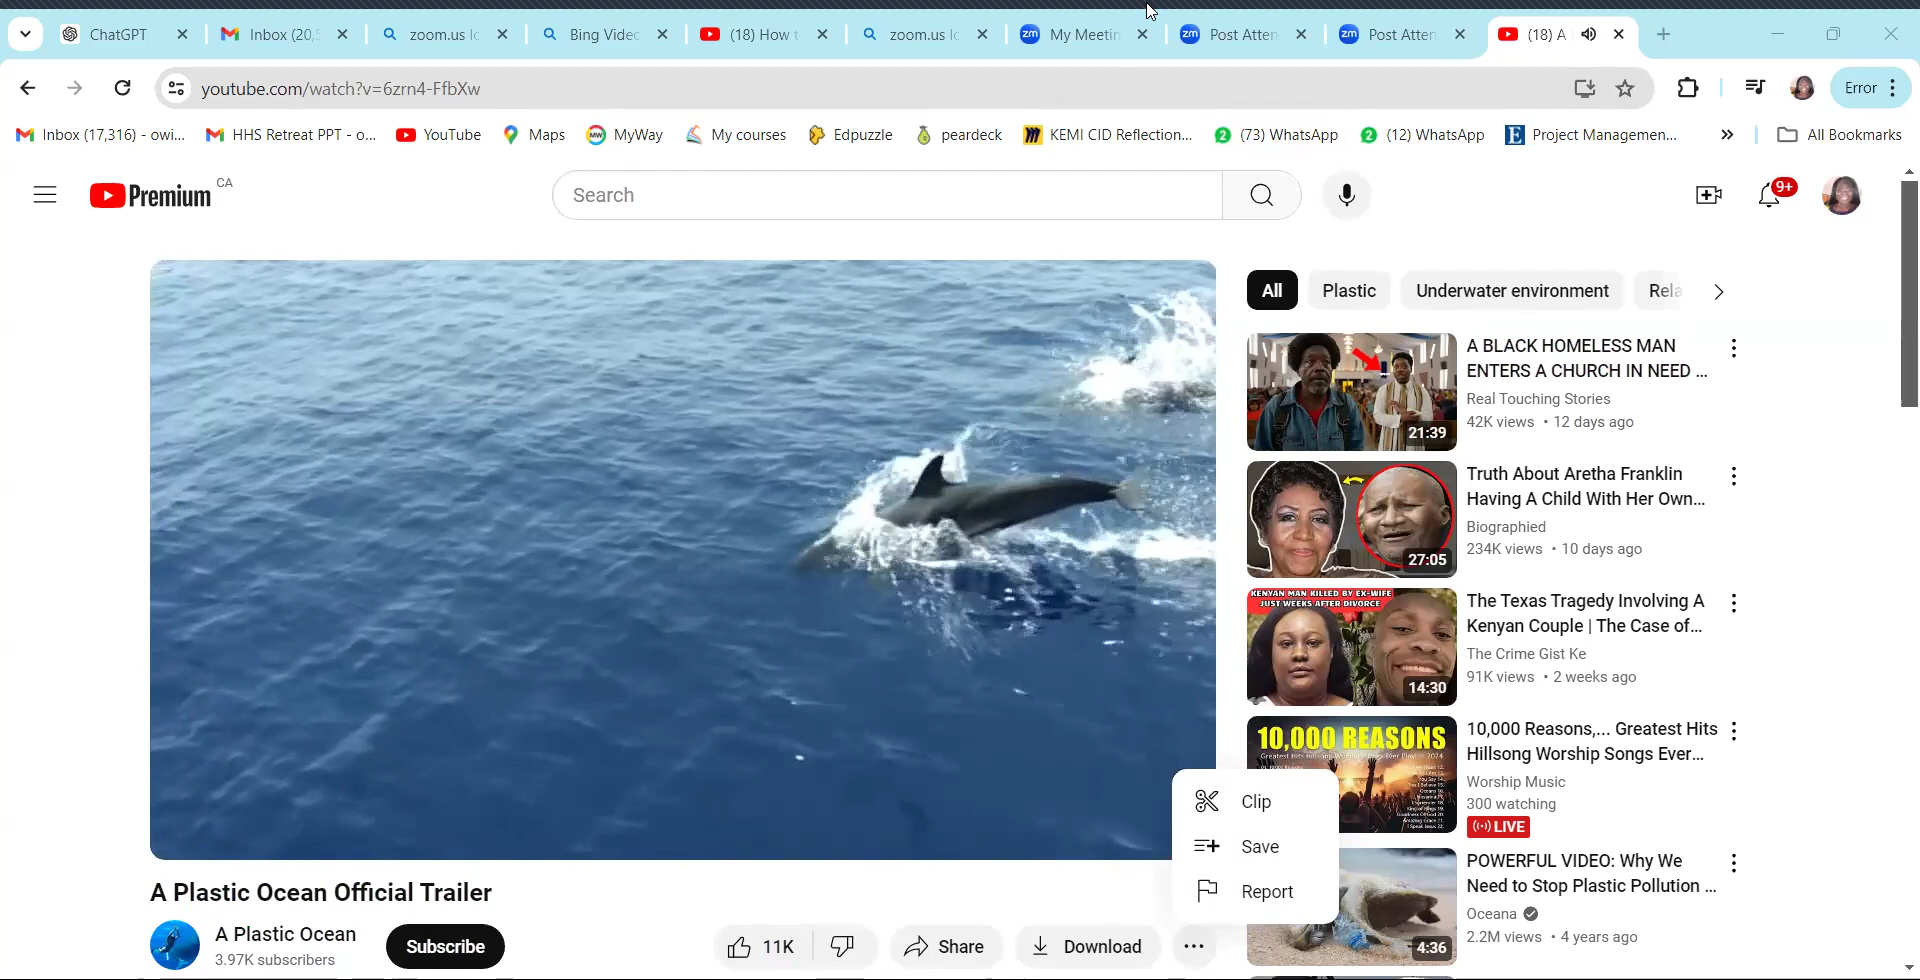 ChatGPT
Inbox (20,
zoom.us lo
Bing Video
(18) How t
zoom.us lo
My Meetin
Post Atten
Post Atten
(18) A
youtube.com/watch?v=6zrn4-FfbXw
Error
Inbox (17,316) - owi...
HHS Retreat PPT - o...
YouTube
Maps
MyWay
My courses
Edpuzzle
peardeck
KEMI CID Reflection...
(73) WhatsApp
(12) WhatsApp
Project Managemen...
All Bookmarks
Premium CA
Search
9+
All
Plastic
Underwater environment
Rela
21:39
A BLACK HOMELESS MAN
ENTERS A CHURCH IN NEED ...
Real Touching Stories
42K views • 12 days ago
27:05
Truth About Aretha Franklin
Having A Child With Her Own...
Biographied
234K views • 10 days ago
KENYAN MAN KILLED BY EX-WIFE
JUST WEEKS AFTER DIVORCE
14:30
The Texas Tragedy Involving A
Kenyan Couple | The Case of...
The Crime Gist Ke
91K views • 2 weeks ago
10,000 REASONS
10,000 Reasons,... Greatest Hits
Hillsong Worship Songs Ever...
Worship Music
300 watching
LIVE
Clip
Save
Report
4:36
POWERFUL VIDEO: Why We
Need to Stop Plastic Pollution ...
Oceana
2.2M views • 4 years ago
A Plastic Ocean Official Trailer
A Plastic Ocean
3.97K subscribers
Subscribe
11K
Share
Download